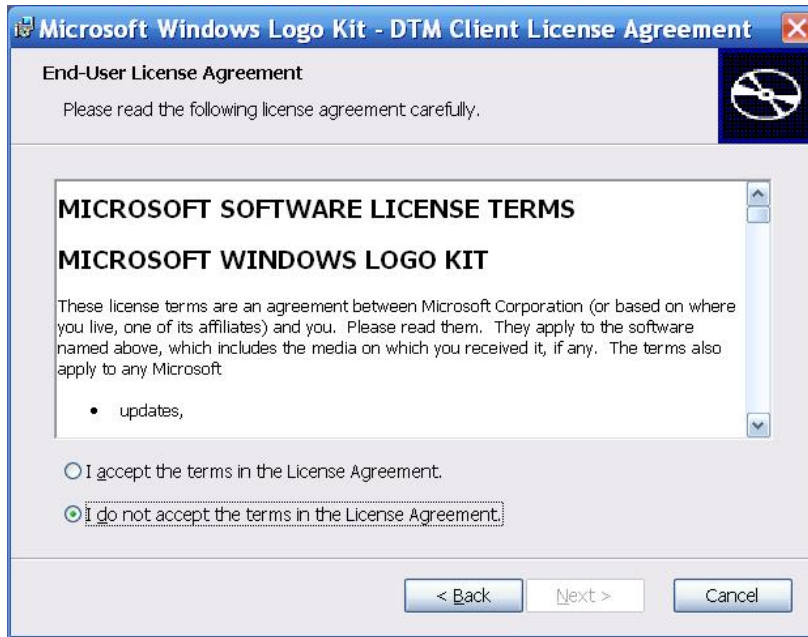 Microsoft Windows Logo Kit - DTM Client License Agreement
End-User License Agreement
Please read the following license agreement carefully.
MICROSOFT SOFTWARE LICENSE TERMS
MICROSOFT WINDOWS LOGO KIT
These license terms are an agreement between Microsoft Corporation (or based on where
you live, one of its affiliates) and you.  Please read them.  They apply to the software
named above, which includes the media on which you received it, if any.  The terms also
apply to any Microsoft
• updates,
I accept the terms in the License Agreement.
I do not accept the terms in the License Agreement.
< Back
Next >
Cancel